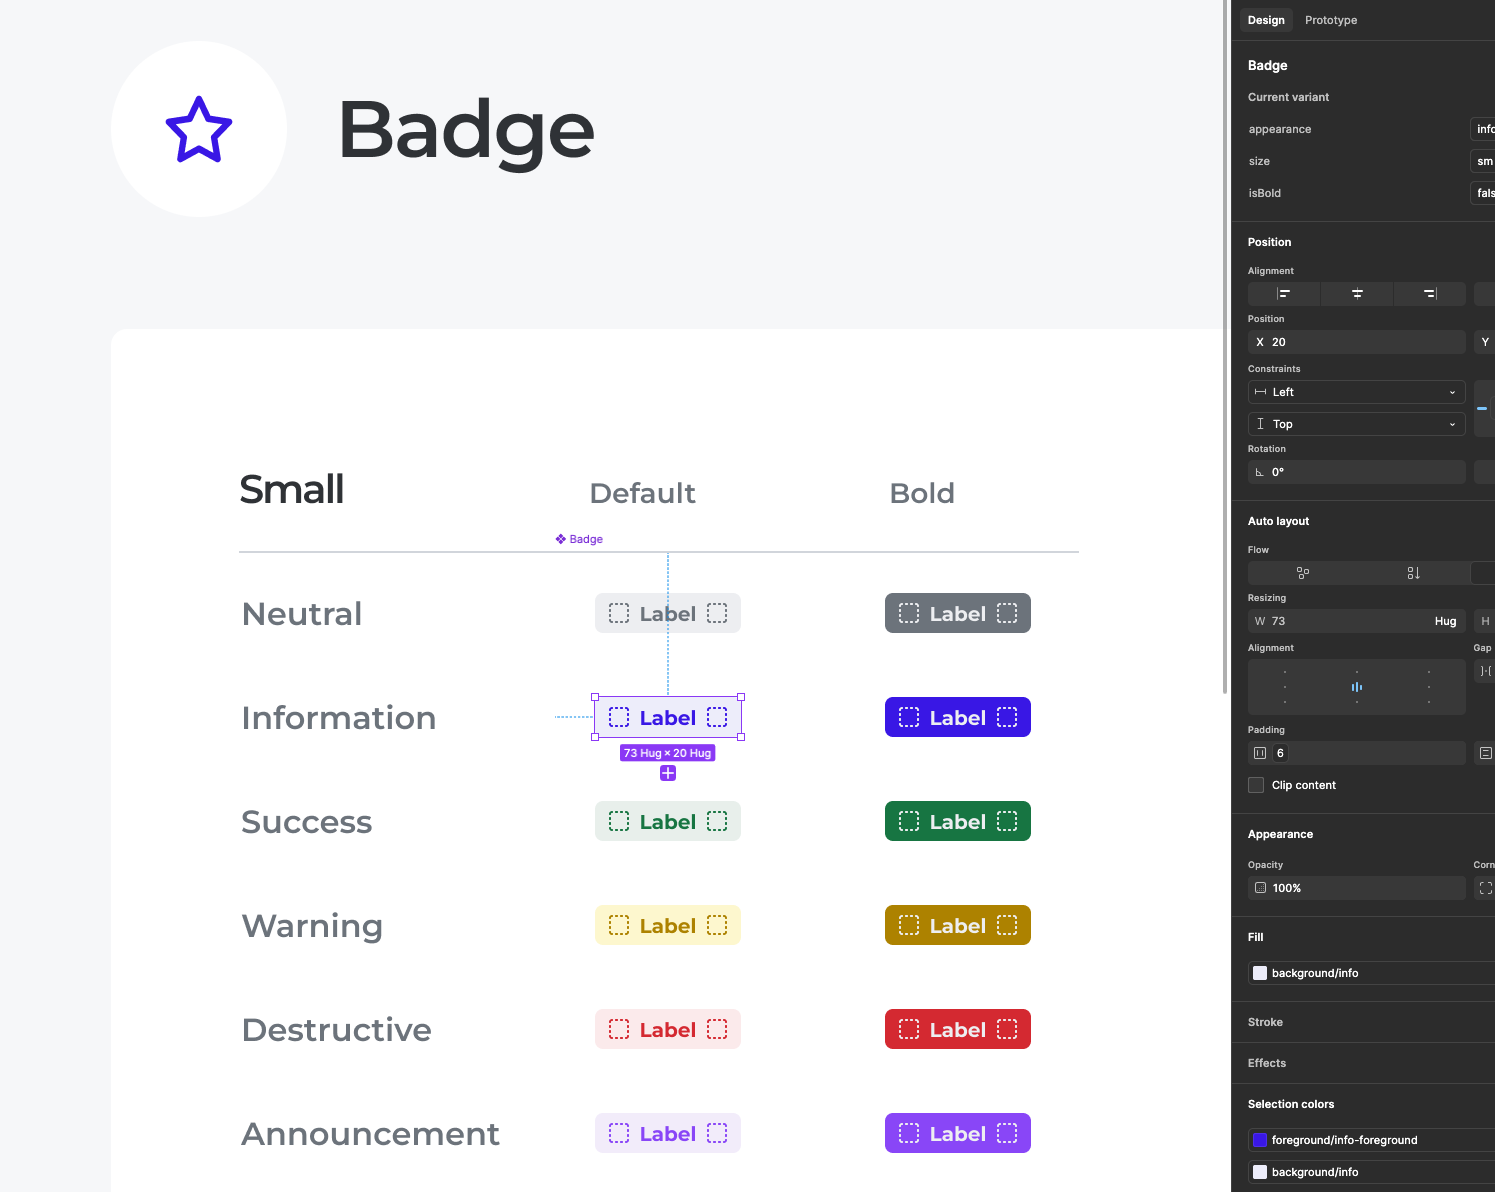 Badge
Small
Default
Bold
Badge
Neutral
Label
Label
Information
Label
Label
73 Hug × 20 Hug
Success
Label
Label
Warning
Label
Label
Destructive
Label
Label
Announcement
Label
Label
Design
Prototype
Badge
Current variant
appearance
size
sm
isBold
Position
Alignment
Position
X 20
Y
Constraints
Left
Top
Rotation
0°
Auto layout
Flow
Resizing
W 73 Hug
H
Alignment
Gap
Padding
6
Clip content
Appearance
Opacity
100%
Fill
background/info
Stroke
Effects
Selection colors
foreground/info-foreground
background/info